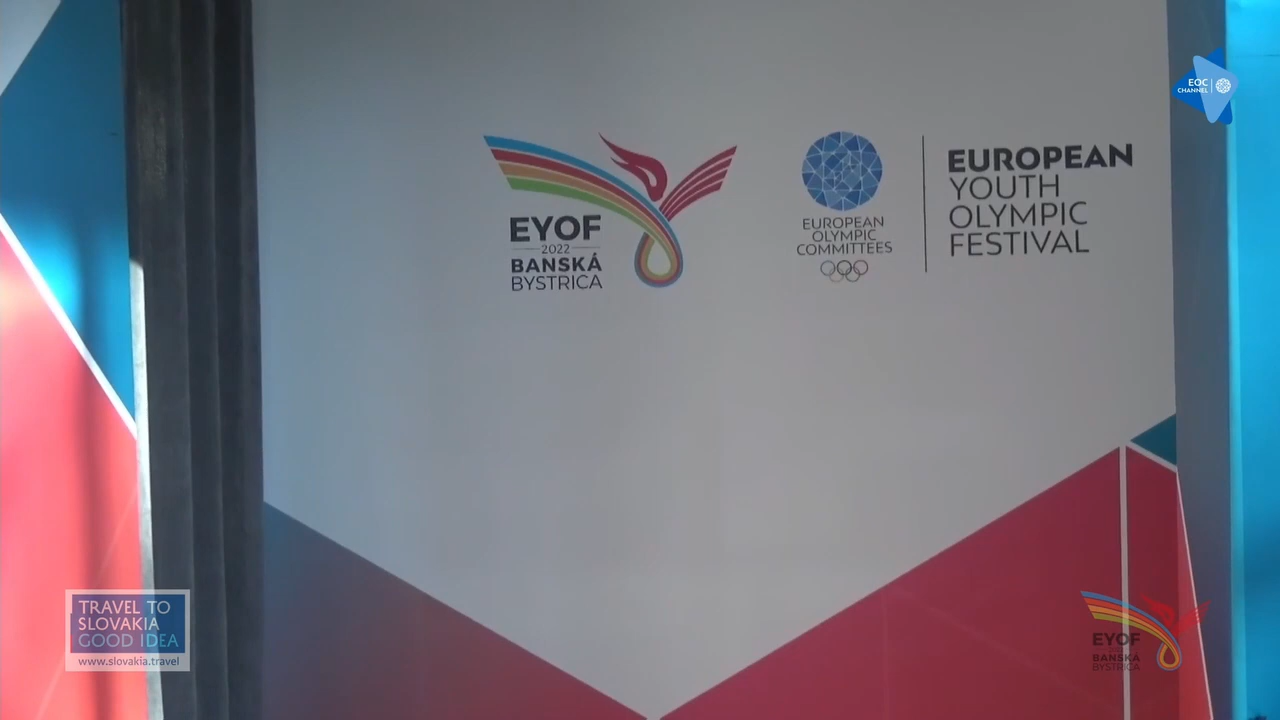 EOC
CHANNEL
EYOF
2022
BANSKÁ
BYSTRICA
EUROPEAN
OLYMPIC
COMMITTEES
EUROPEAN
YOUTH
OLYMPIC
FESTIVAL
TRAVEL TO
SLOVAKIA
GOOD IDEA
www.slovakia.travel
EYOF
BANSKÁ
BYSTRICA